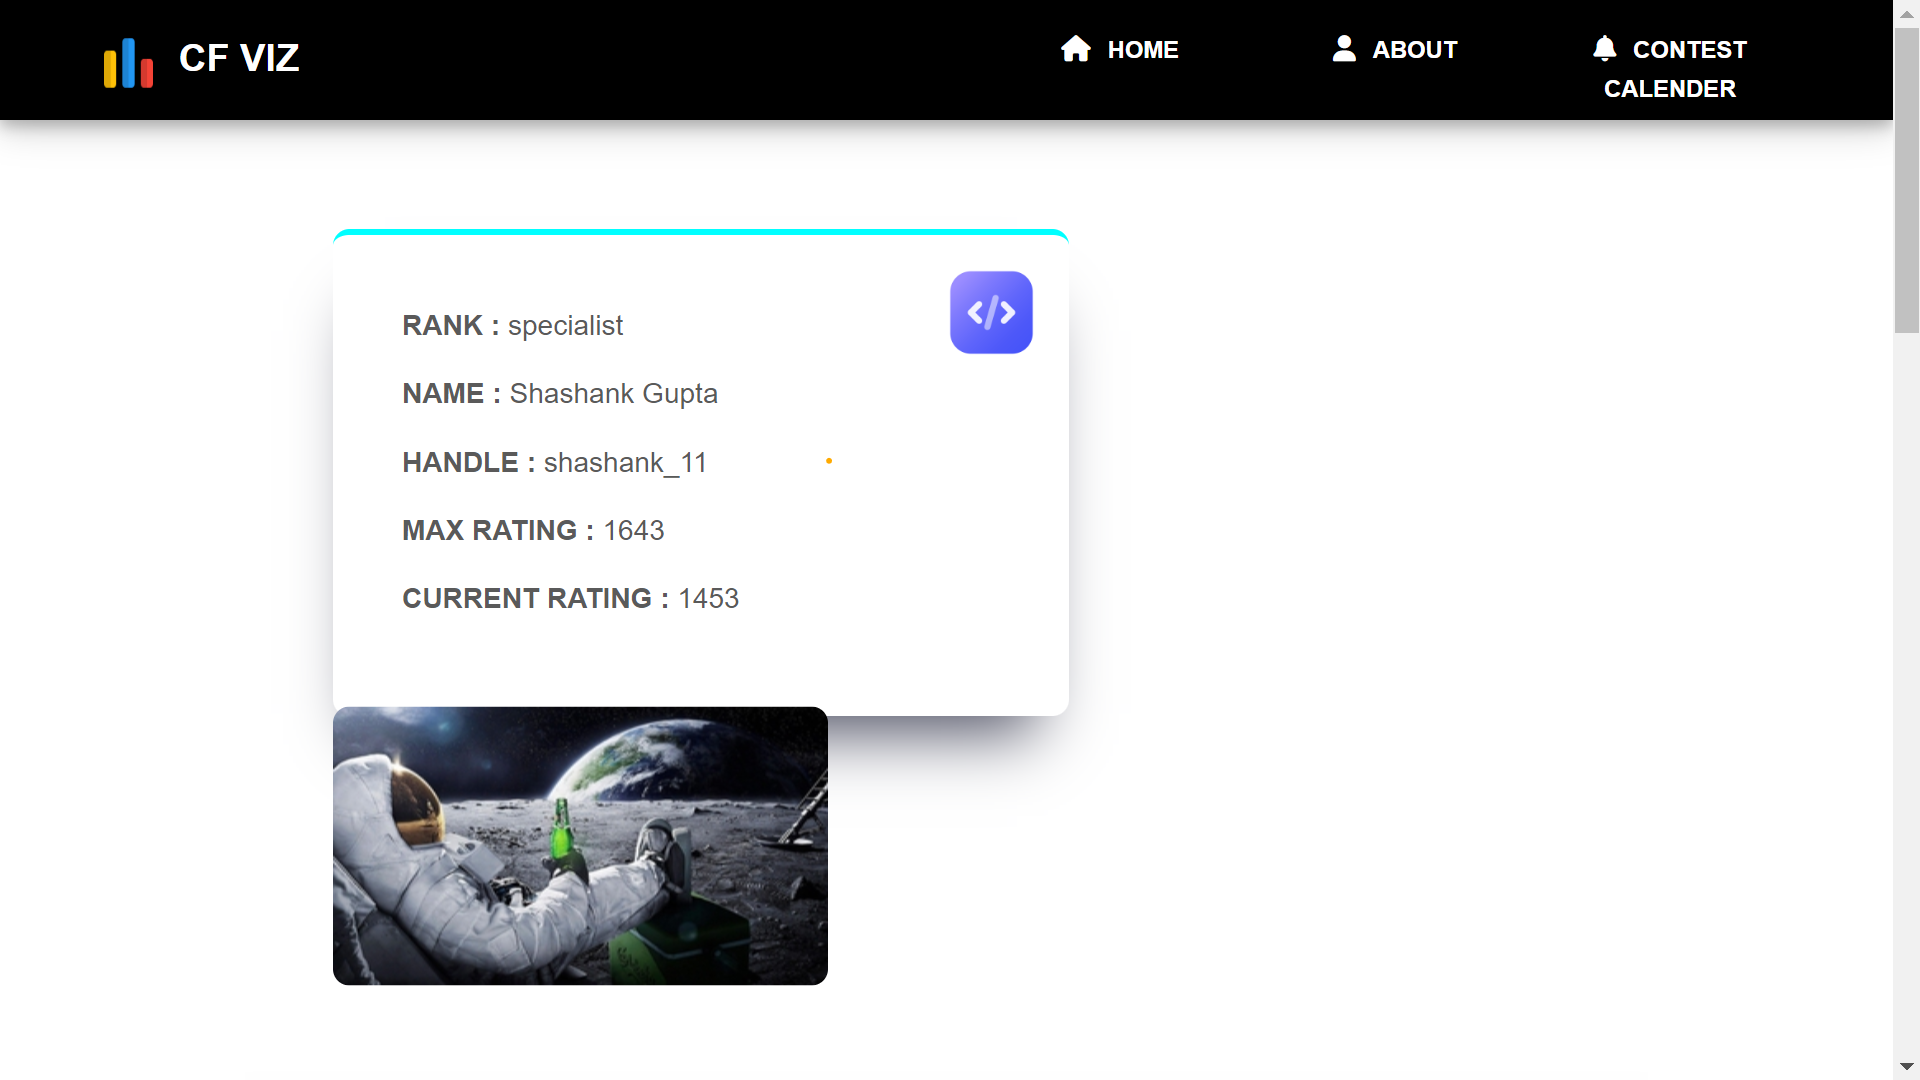 CF VIZ
HOME
ABOUT
CONTEST
CALENDER
RANK : specialist
NAME : Shashank Gupta
HANDLE : shashank_11
MAX RATING : 1643
CURRENT RATING : 1453